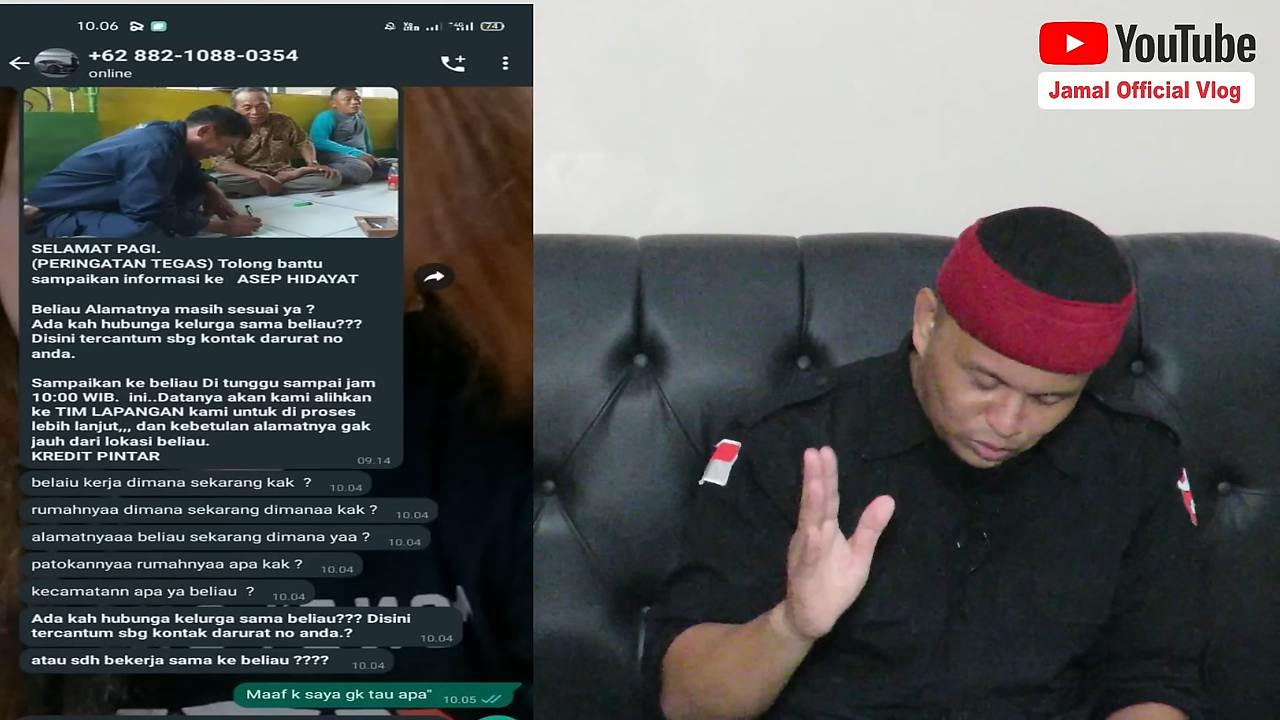 10.06
74
+62 882-1088-0354
online
SELAMAT PAGI.
(PERINGATAN TEGAS) Tolong bantu
sampaikan informasi ke ASEP HIDAYAT
Beliau Alamatnya masih sesuai ya ?
Ada kah hubunga kelurga sama beliau???
Disini tercantum sbg kontak darurat no
anda.
Sampaikan ke beliau Di tunggu sampai jam
10:00 WIB. ini..Datanya akan kami alihkan
ke TIM LAPANGAN kami untuk di proses
lebih lanjut,,, dan kebetulan alamatnya gak
jauh dari lokasi beliau.
KREDIT PINTAR
09.14
belaiu kerja dimana sekarang kak ?
10.04
rumahnyaa dimana sekarang dimanaa kak ?
10.04
alamatnyaaa beliau sekarang dimana yaa ?
10.04
patokannyaa rumahnyaa apa kak ?
10.04
kecamatann apa ya beliau ?
10.04
Ada kah hubunga kelurga sama beliau??? Disini
tercantum sbg kontak darurat no anda.?
10.04
atau sdh bekerja sama ke beliau ????
10.04
Maaf k saya gk tau apa"
10.05
YouTube
Jamal Official Vlog